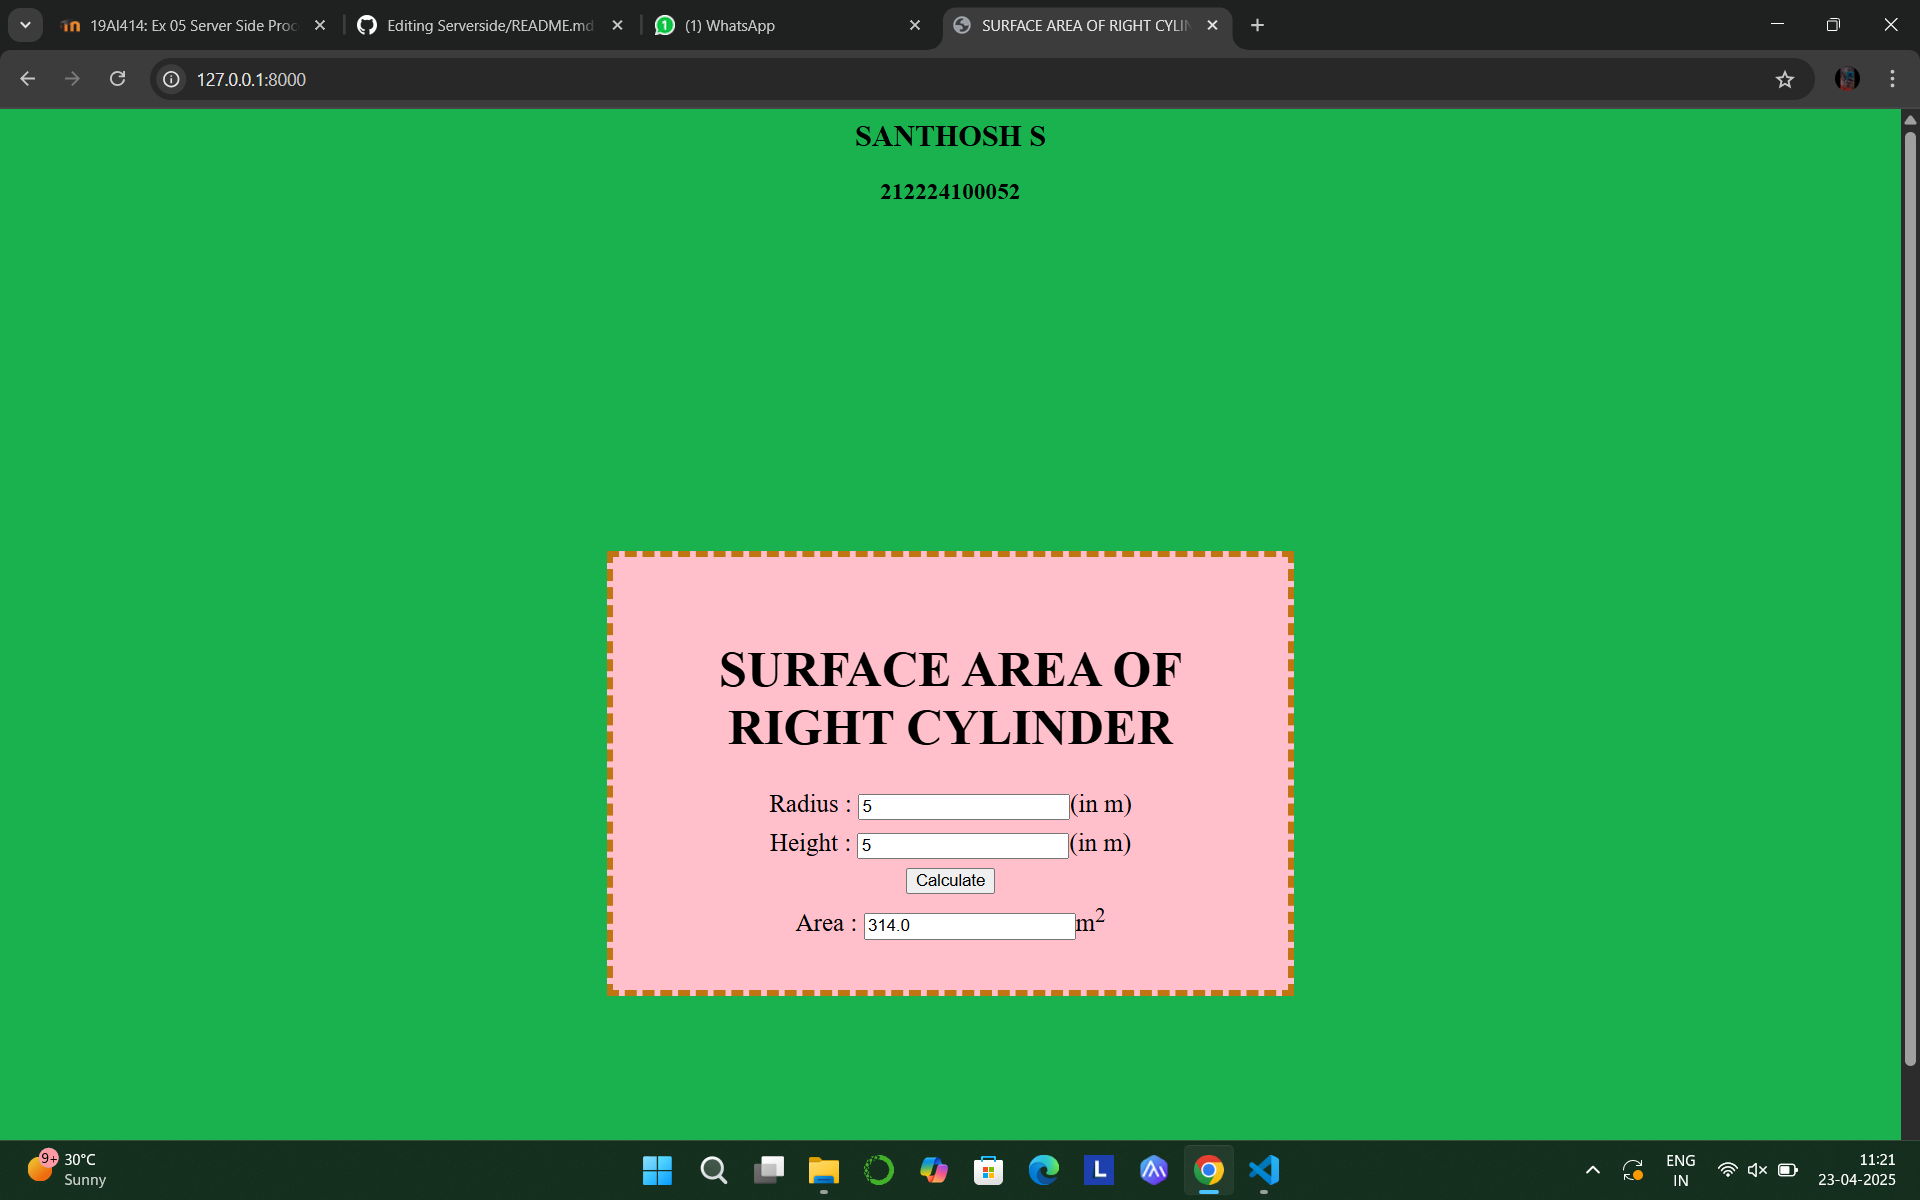 19AI414: Ex 05 Server Side Proc
Editing Serverside/README.md
(1) WhatsApp
SURFACE AREA OF RIGHT CYLIN
127.0.0.1:8000
SANTHOSH S
212224100052
SURFACE AREA OF
RIGHT CYLINDER
Radius : 5 (in m)
Height : 5 (in m)
Calculate
Area : 314.0 m²
9+
30°C
Sunny
L
ENG
IN
11:21
23-04-2025